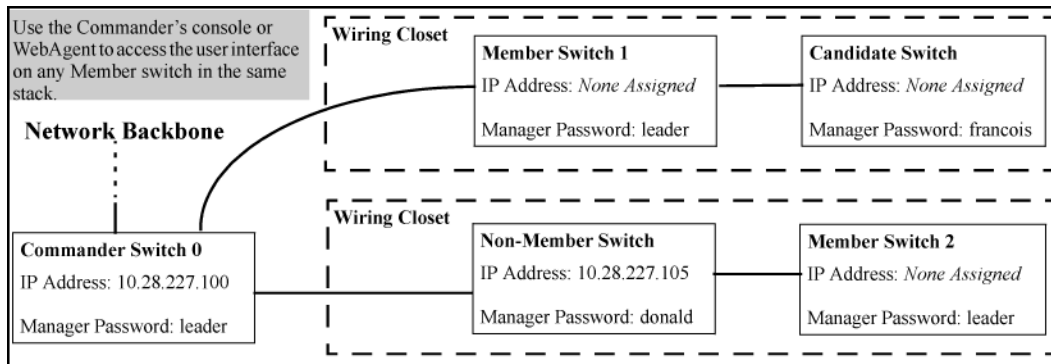 Use the Commander's console or
WebAgent to access the user interface
on any Member switch in the same
stack.
Network Backbone
Wiring Closet
Member Switch 1
IP Address: None Assigned
Manager Password: leader
Candidate Switch
IP Address: None Assigned
Manager Password: francois
Wiring Closet
Commander Switch 0
IP Address: 10.28.227.100
Manager Password: leader
Non-Member Switch
IP Address: 10.28.227.105
Manager Password: donald
Member Switch 2
IP Address: None Assigned
Manager Password: leader